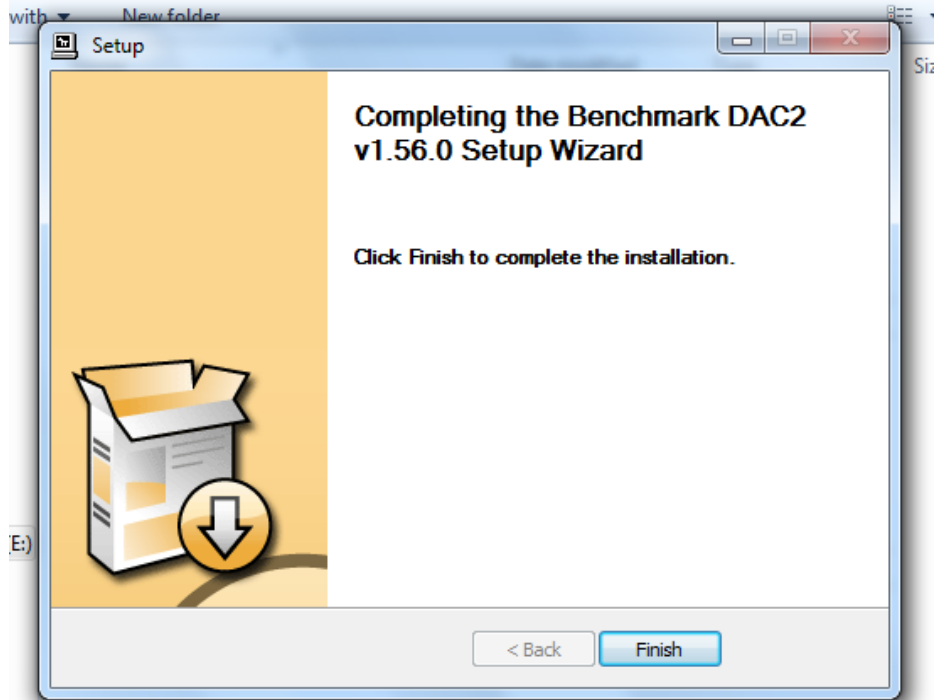 with New folder
Setup
Siz
Completing the Benchmark DAC2
v1.56.0 Setup Wizard
Click Finish to complete the installation.
E:)
< Back Finish